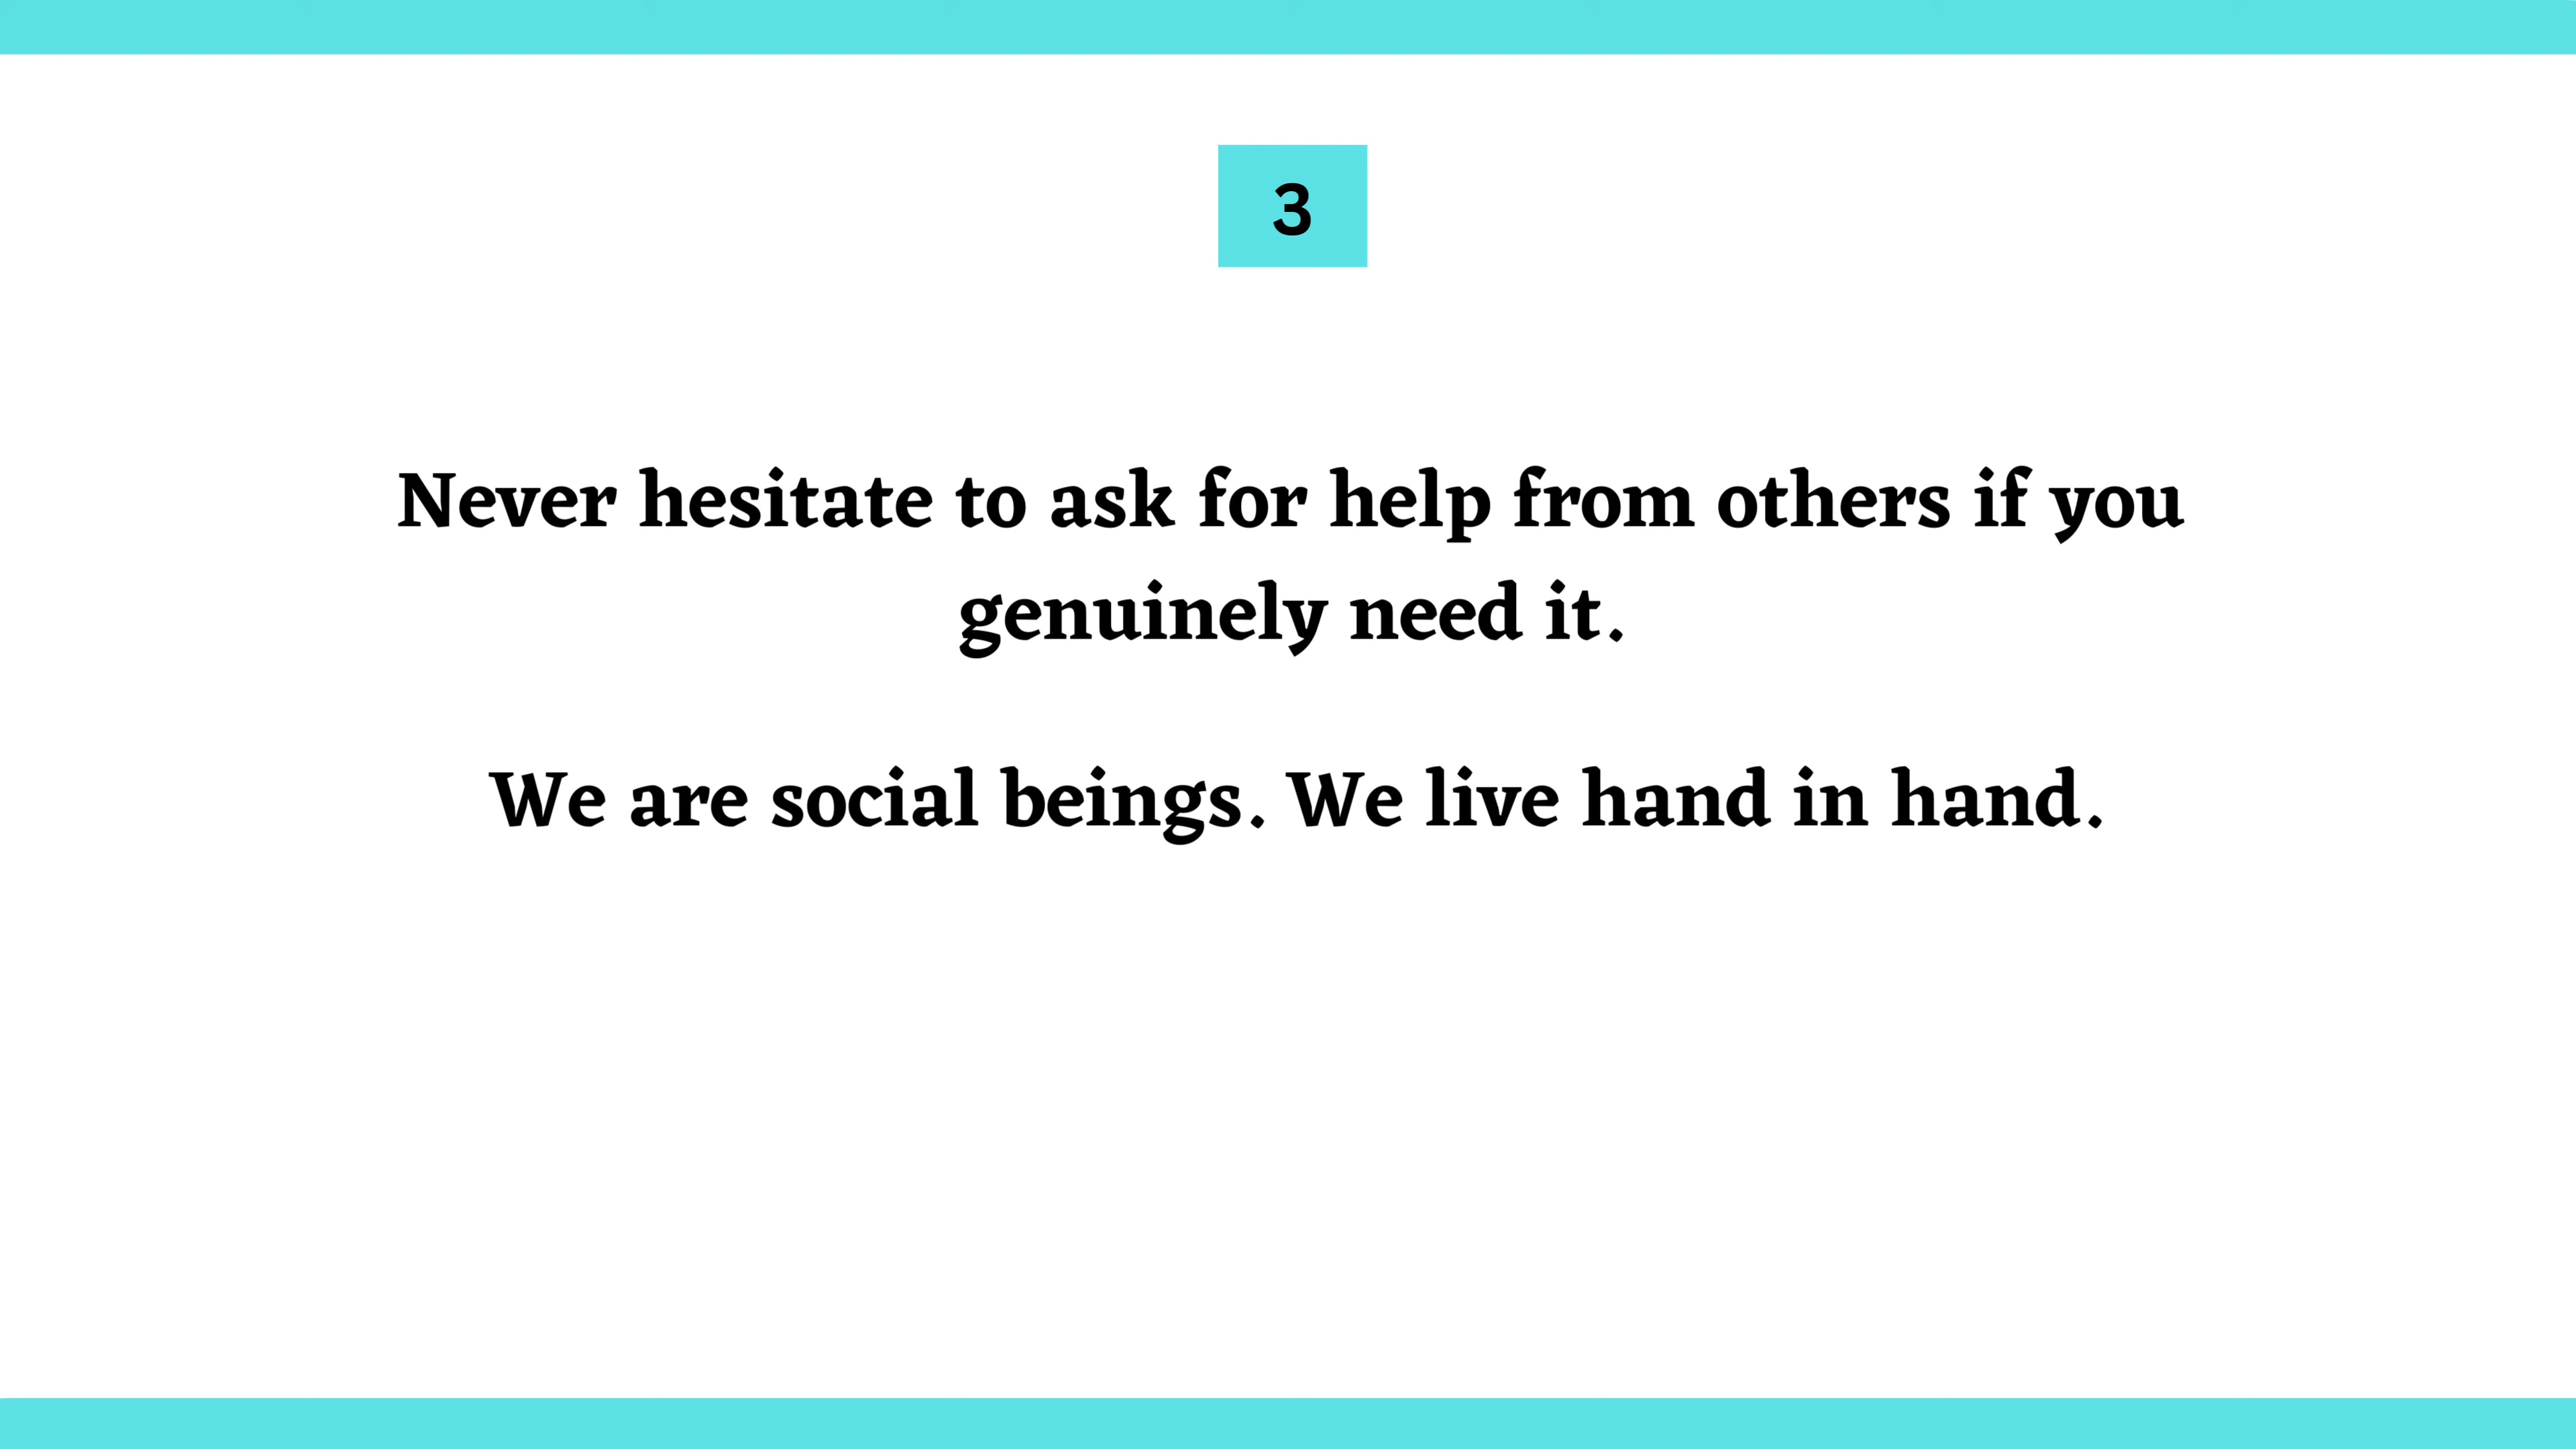 3
Never hesitate to ask for help from others if you
genuinely need it.
We are social beings. We live hand in hand.